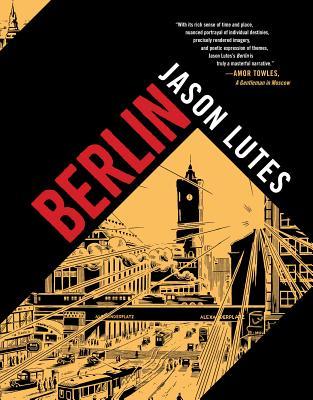 "With its rich sense of time and place,
nuanced portrayal of individual destinies,
precisely rendered imagery,
and poetic expression of themes,
Jason Lutes's Berlin is
truly a masterful narrative."
—AMOR TOWLES,
A Gentleman in Moscow
JASON LUTES
BERLIN
ALEXANDERPLATZ
ALEXANDERPLATZ